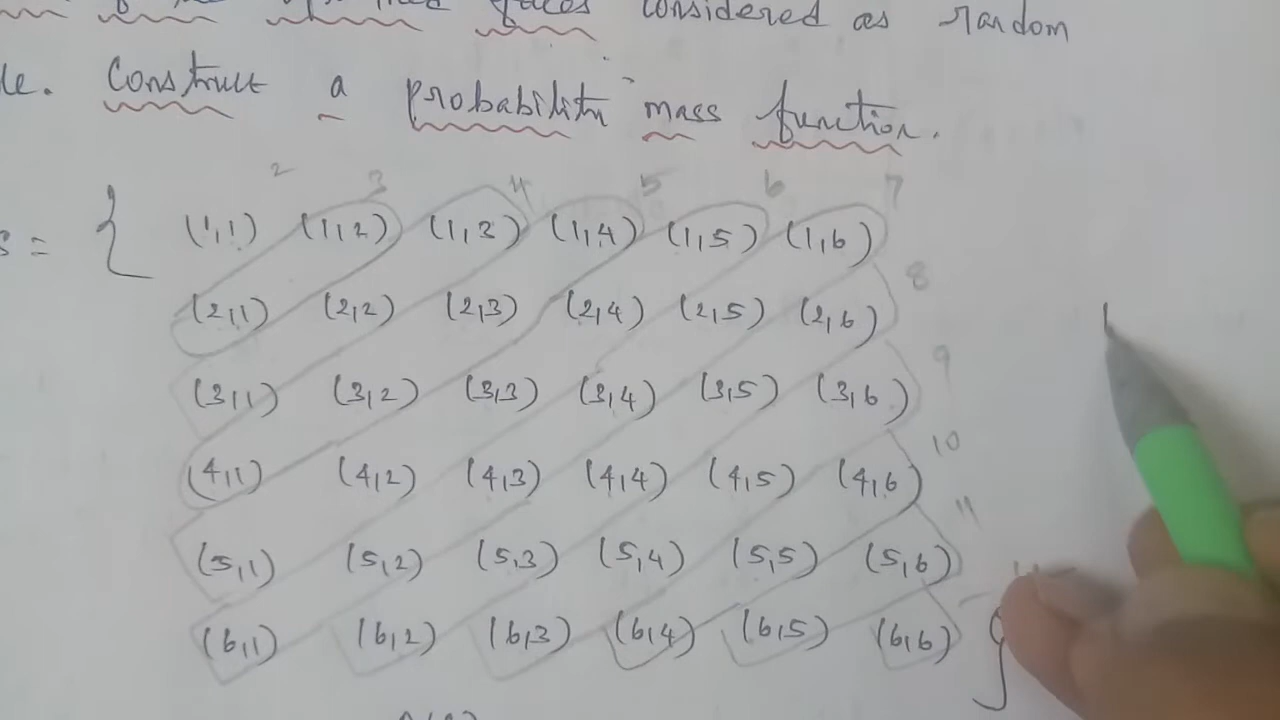 faces considered as random
le. Construct a probability mass function.
2 3 4 5 6 7
S = { (1,1) (1,2) (1,3) (1,4) (1,5) (1,6)
8
(2,1) (2,2) (2,3) (2,4) (2,5) (2,6)
9
(3,1) (3,2) (3,3) (3,4) (3,5) (3,6)
10
(4,1) (4,2) (4,3) (4,4) (4,5) (4,6)
11
(5,1) (5,2) (5,3) (5,4) (5,5) (5,6)
(6,1) (6,2) (6,3) (6,4) (6,5) (6,6) }